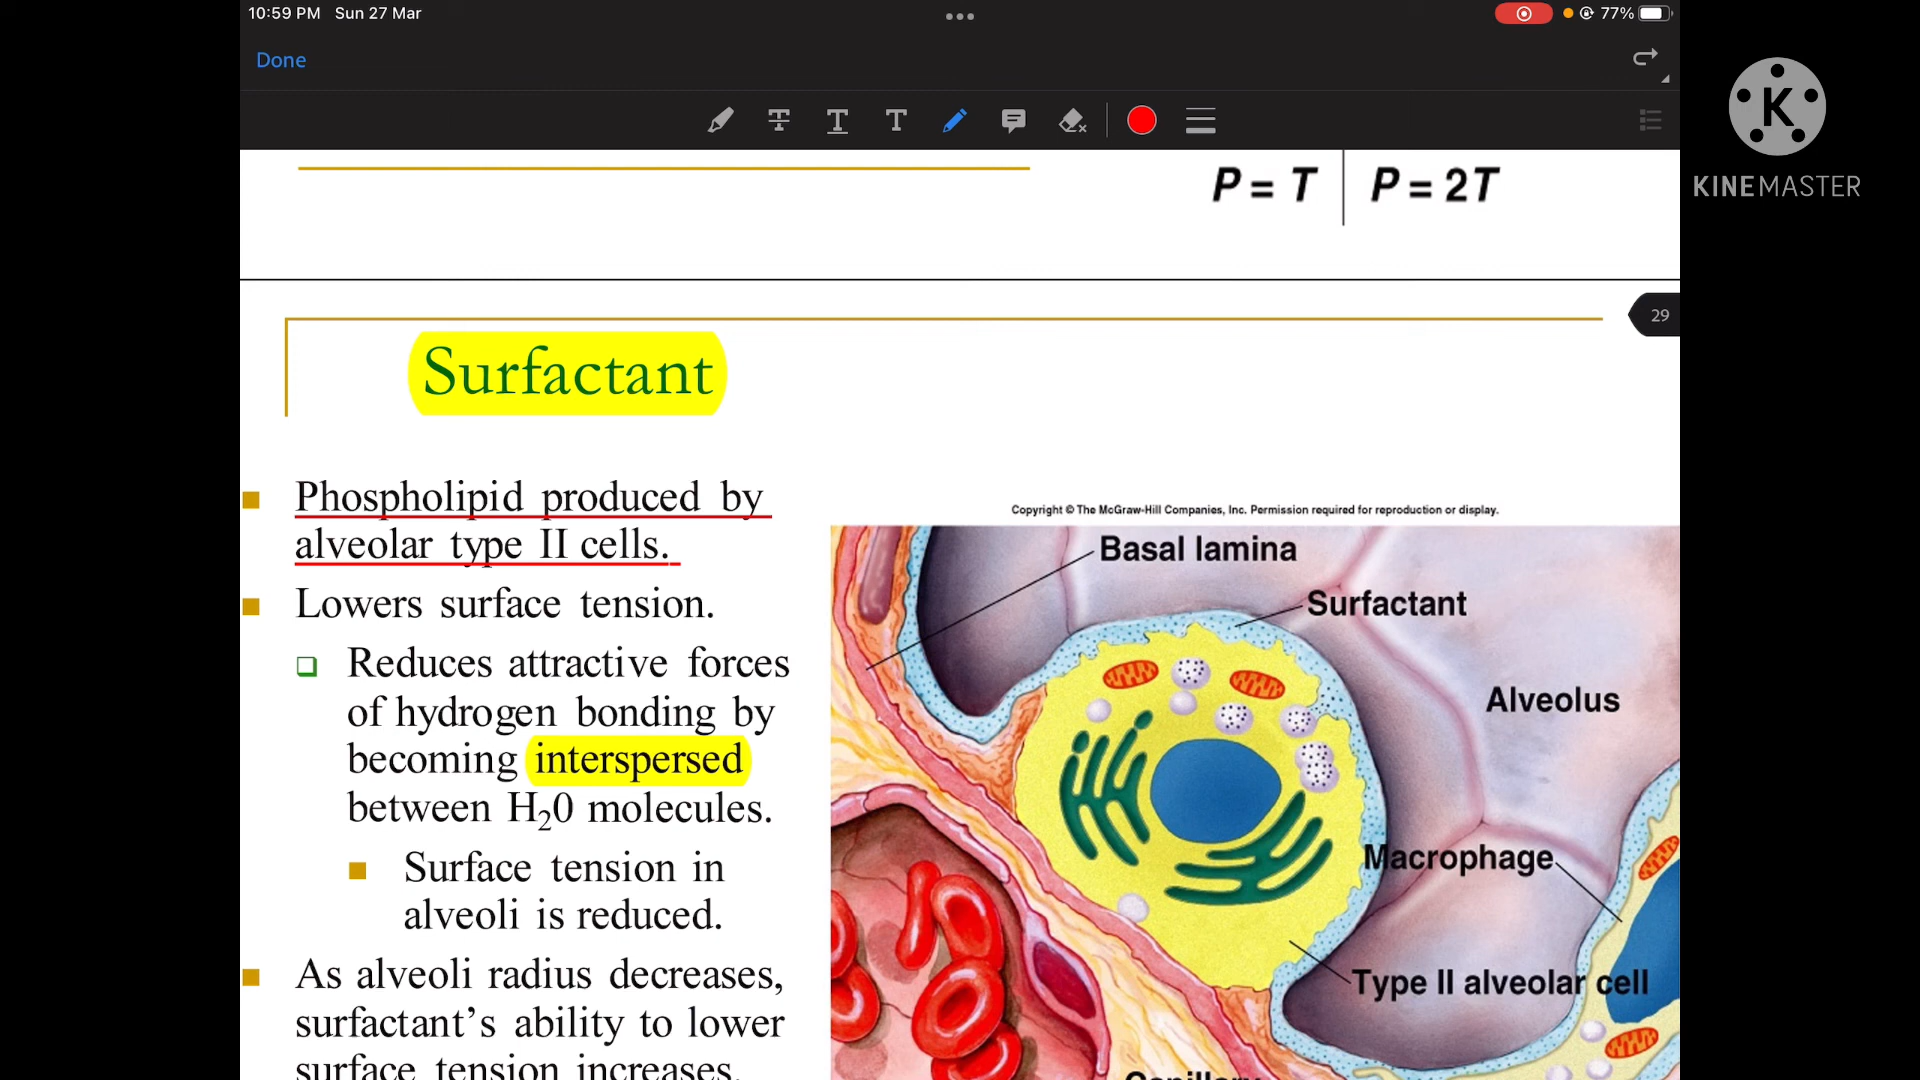 10:59 PM Sun 27 Mar
77%
Done
T T T
K
KINEMASTER
P = T P = 2T
29
Surfactant
Phospholipid produced by
alveolar type II cells.
Lowers surface tension.
Reduces attractive forces
of hydrogen bonding by
becoming interspersed
between H₂0 molecules.
Surface tension in
alveoli is reduced.
As alveoli radius decreases,
surfactant’s ability to lower
surface tension increases.
Copyright © The McGraw-Hill Companies, Inc. Permission required for reproduction or display.
Basal lamina
Surfactant
Alveolus
Macrophage
Type II alveolar cell
Capillary